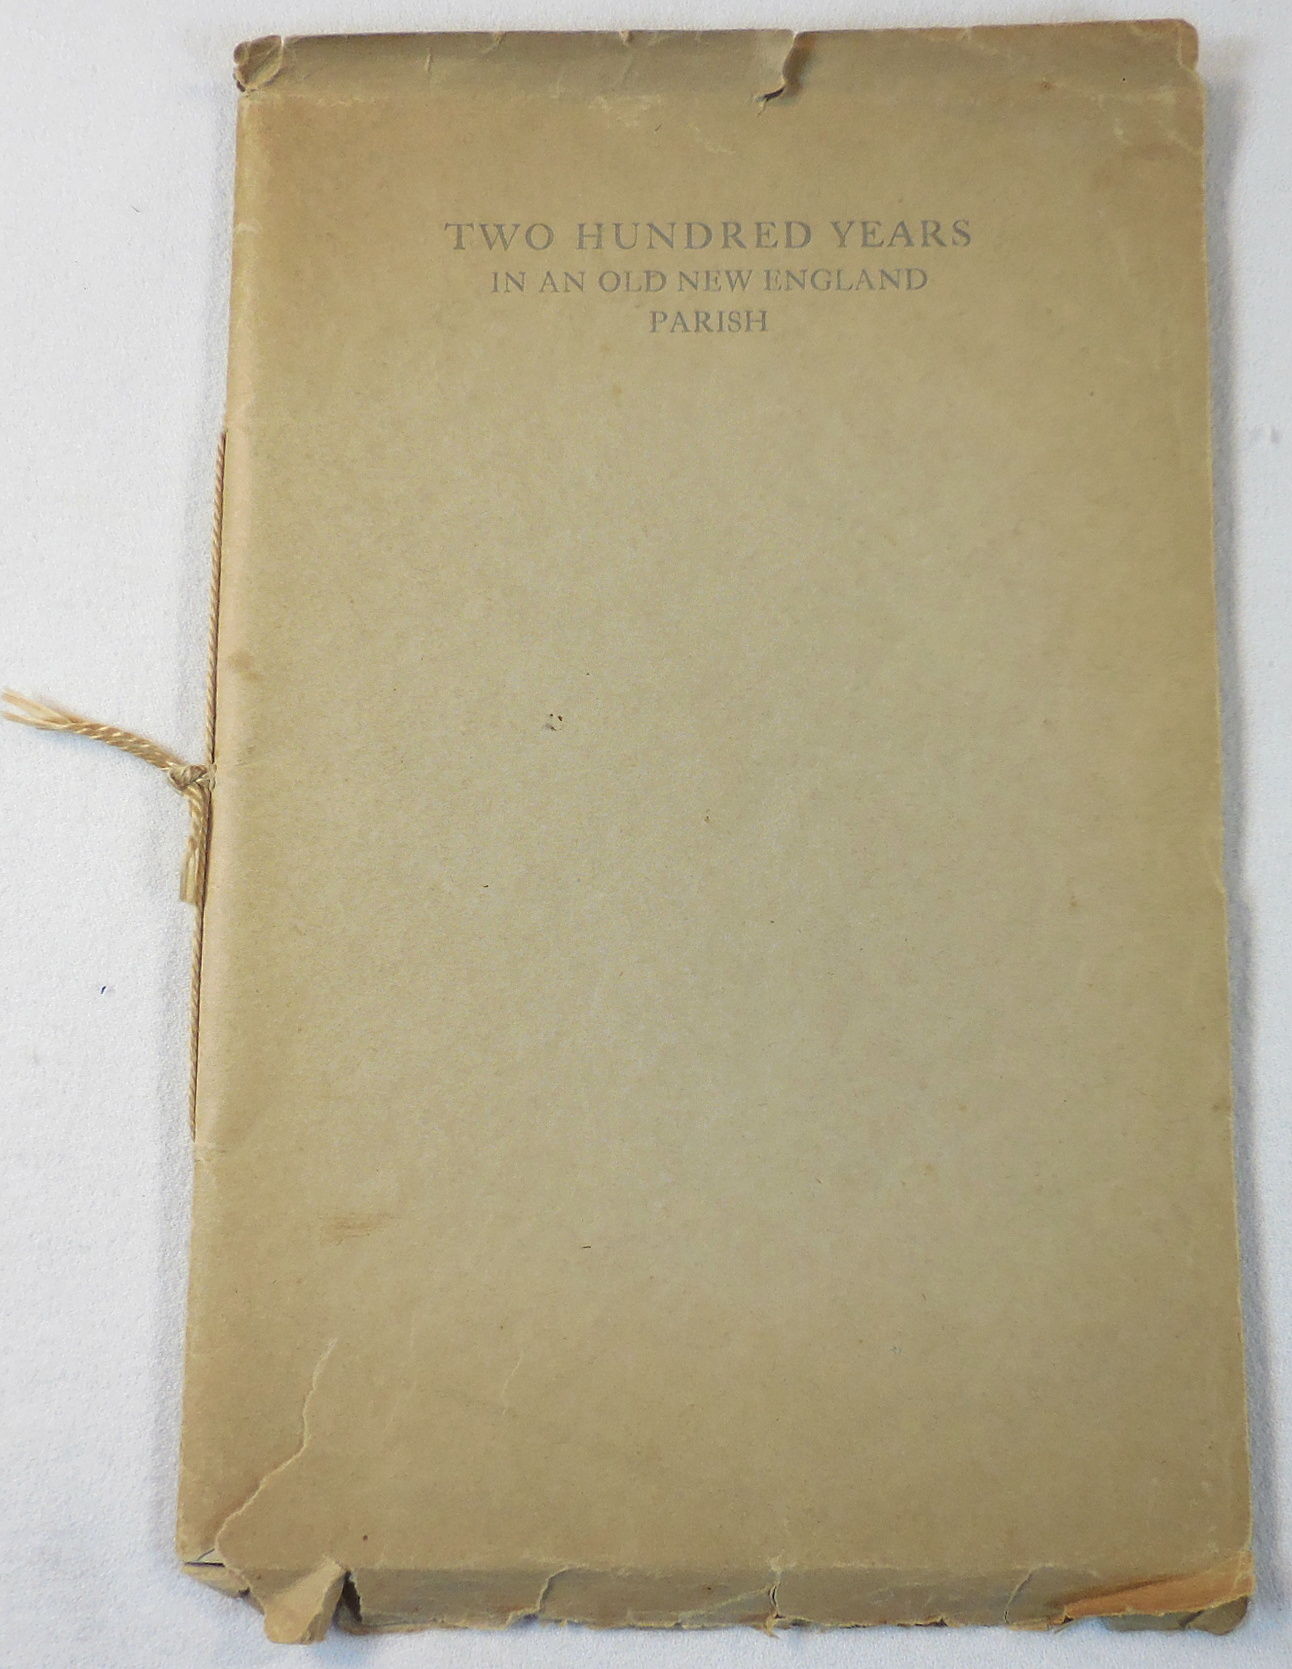 TWO HUNDRED YEARS
IN AN OLD NEW ENGLAND
PARISH